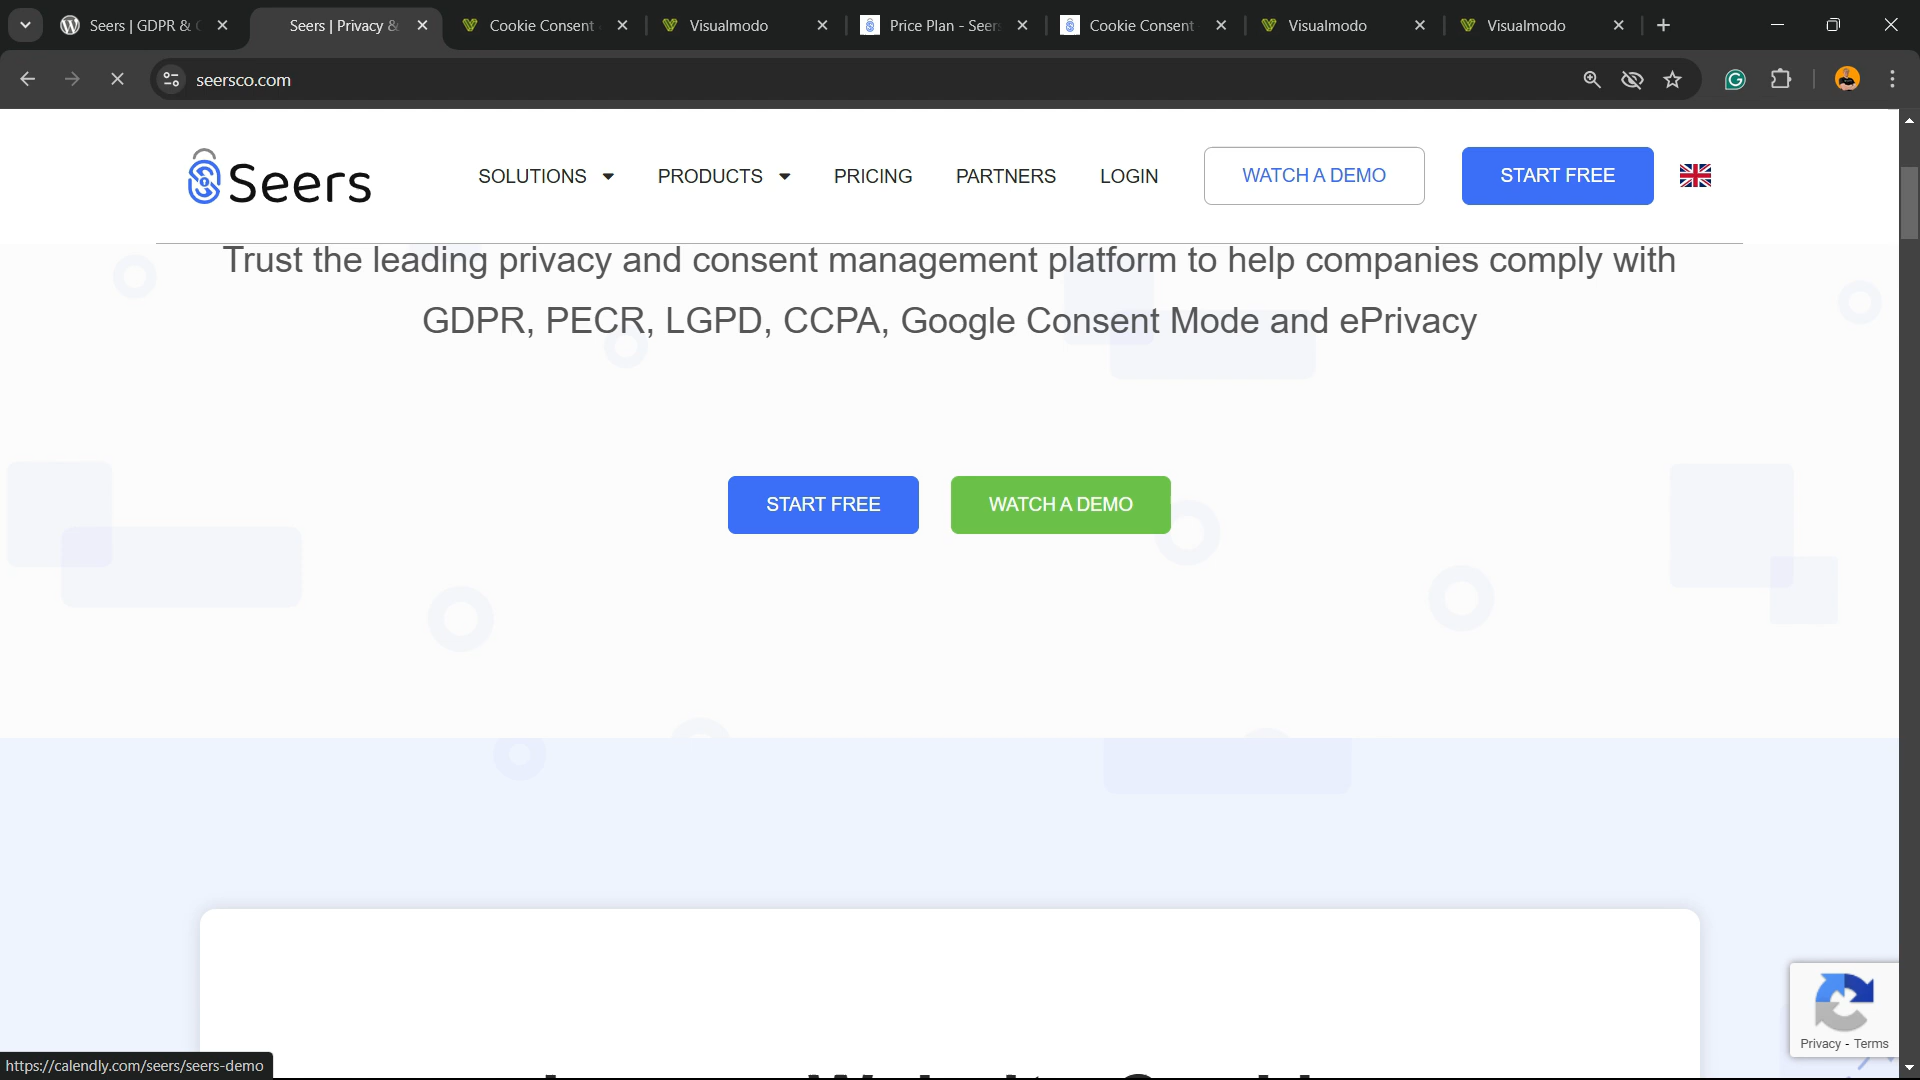 Seers | GDPR &
Seers | Privacy &
Cookie Consent
Visualmodo
Price Plan - Seers
Cookie Consent
Visualmodo
Visualmodo
seersco.com
Seers
SOLUTIONS
PRODUCTS
PRICING
PARTNERS
LOGIN
WATCH A DEMO
START FREE
Trust the leading privacy and consent management platform to help companies comply with
GDPR, PECR, LGPD, CCPA, Google Consent Mode and ePrivacy
START FREE
WATCH A DEMO
Privacy - Terms
https://calendly.com/seers/seers-demo